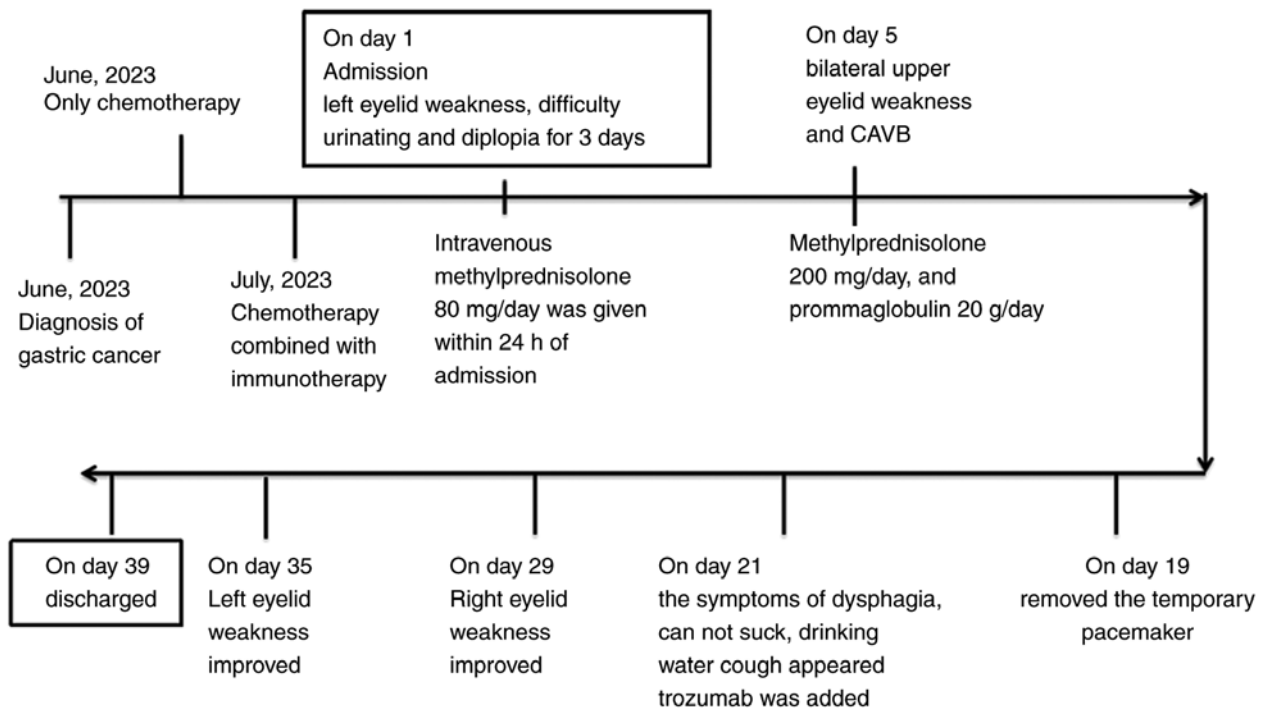 June, 2023
Only chemotherapy
On day 1
Admission
left eyelid weakness, difficulty
urinating and diplopia for 3 days
On day 5
bilateral upper
eyelid weakness
and CAVB
June, 2023
Diagnosis of
gastric cancer
July, 2023
Chemotherapy
combined with
immunotherapy
Intravenous
methylprednisolone
80 mg/day was given
within 24 h of
admission
Methylprednisolone
200 mg/day, and
prommaglobulin 20 g/day
On day 39
discharged
On day 35
Left eyelid
weakness
improved
On day 29
Right eyelid
weakness
improved
On day 21
the symptoms of dysphagia,
can not suck, drinking
water cough appeared
trozumab was added
On day 19
removed the temporary
pacemaker